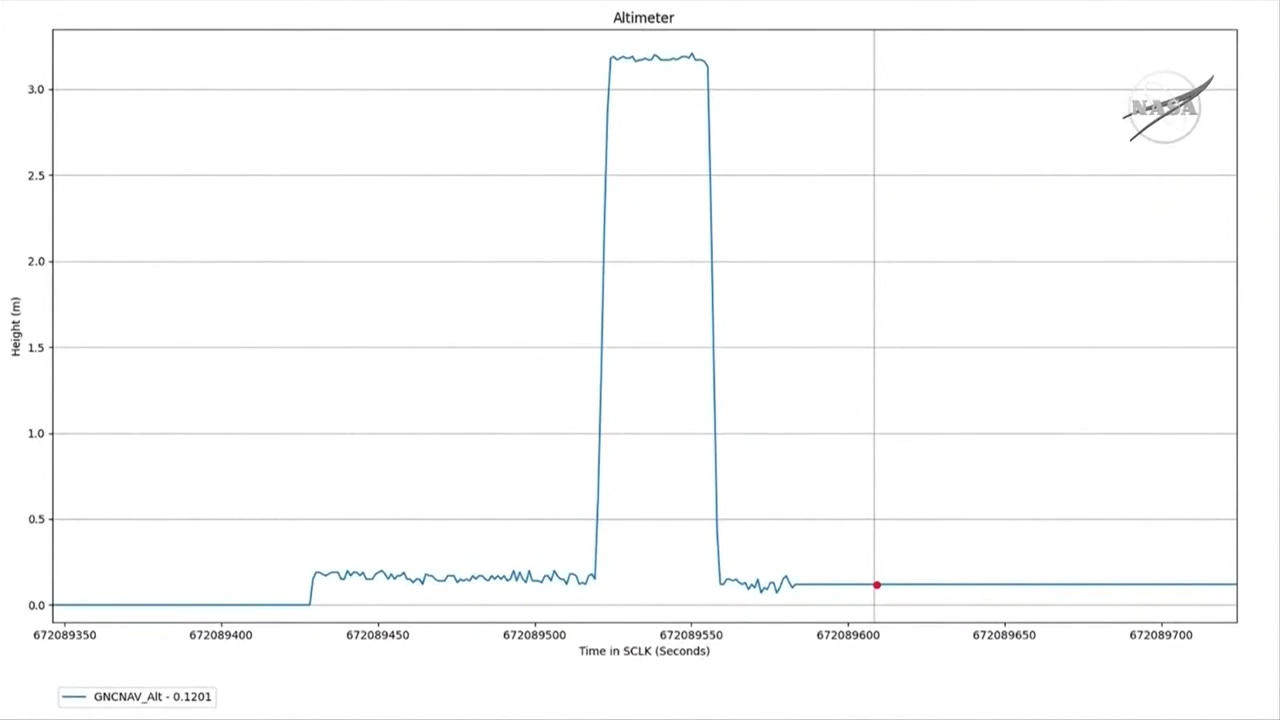 Altimeter
NASA
3.0
2.5
2.0
1.5
1.0
0.5
0.0
Height (m)
672089350 672089400 672089450 672089500 672089550 672089600 672089650 672089700
Time in SCLK (Seconds)
GNCNAV_Alt - 0.1201